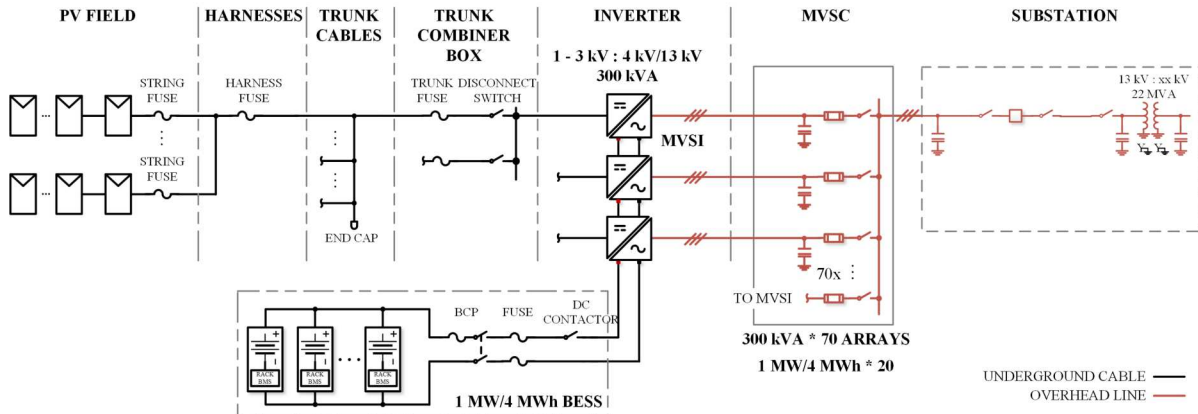 PV FIELD
HARNESSES
TRUNK
CABLES
TRUNK
COMBINER
BOX
INVERTER
MVSC
SUBSTATION
1 - 3 kV : 4 kV/13 kV
300 kVA
STRING
FUSE
HARNESS
FUSE
TRUNK
FUSE
DISCONNECT
SWITCH
13 kV : xx kV
22 MVA
...
⋮
STRING
FUSE
MVSI
Y
Y
...
⋮
END CAP
70x ⋮
TO MVSI
BCP
FUSE
DC
CONTACTOR
300 kVA * 70 ARRAYS
1 MW/4 MWh * 20
+
+
+
...
RACK
BMS
RACK
BMS
RACK
BMS
1 MW/4 MWh BESS
UNDERGROUND CABLE
OVERHEAD LINE